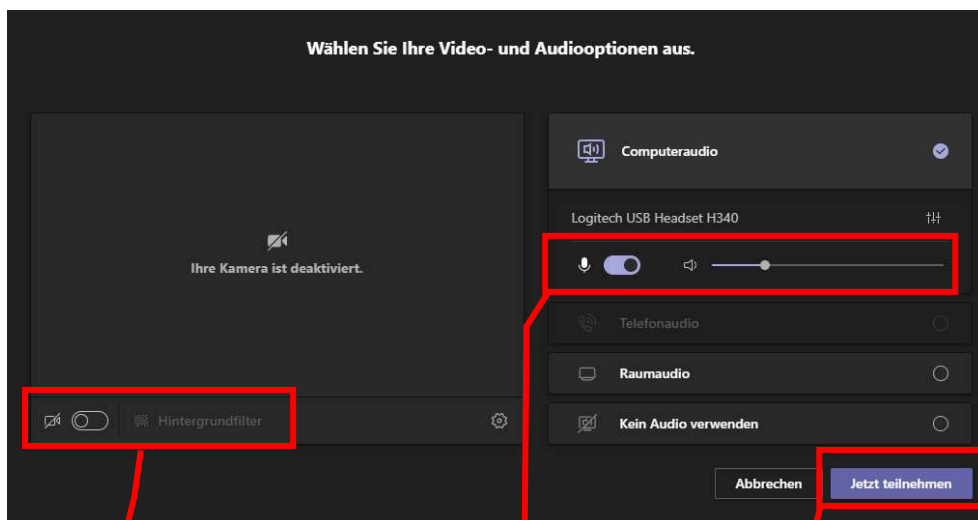 Wählen Sie Ihre Video- und Audiooptionen aus.
Ihre Kamera ist deaktiviert.
Hintergrundfilter
Computeraudio
Logitech USB Headset H340
Telefonaudio
Raumaudio
Kein Audio verwenden
Abbrechen
Jetzt teilnehmen